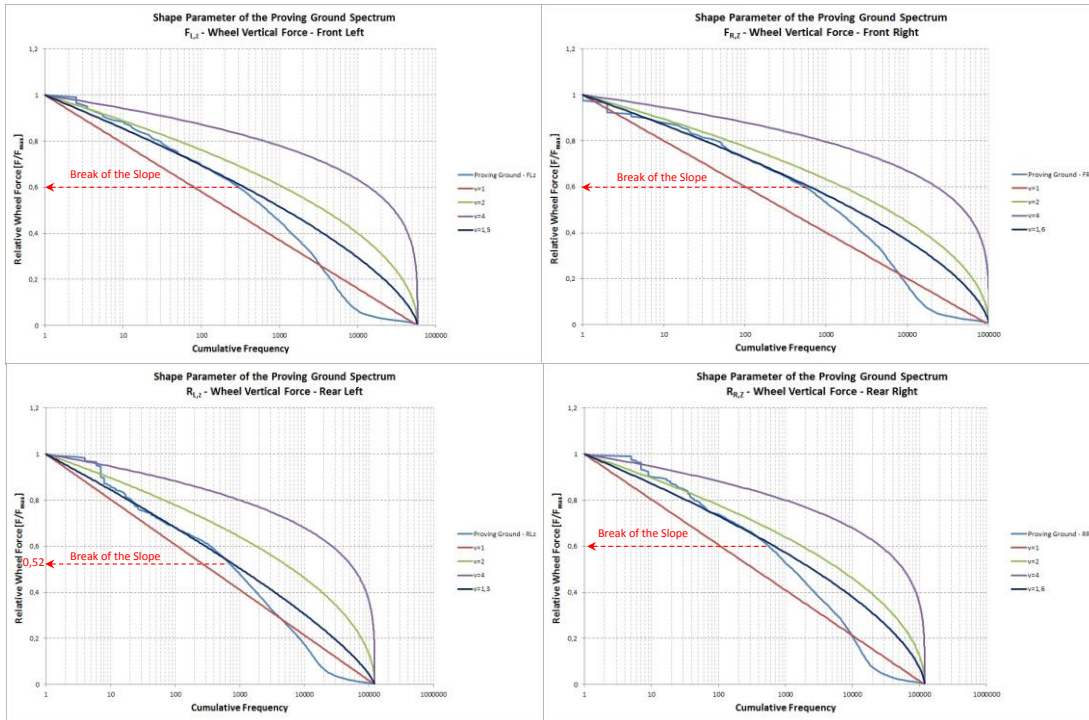 Shape Parameter of the Proving Ground Spectrum
FL,z - Wheel Vertical Force - Front Left
1,2
1
0,8
0,6
0,4
0,2
0
Relative Wheel Force [F/Fmax]
Break of the Slope
1
10
100
1000
10000
100000
Cumulative Frequency
Proving Ground - FLz
v=1
v=2
v=4
v=1,5
Shape Parameter of the Proving Ground Spectrum
FR,Z - Wheel Vertical Force - Front Right
1,2
1
0,8
0,6
0,4
0,2
0
Relative Wheel Force [F/Fmax]
Break of the Slope
1
10
100
1000
10000
100000
Cumulative Frequency
Proving Ground - FR
v=1
v=2
v=4
v=1,6
Shape Parameter of the Proving Ground Spectrum
RL,z - Wheel Vertical Force - Rear Left
1,2
1
0,8
0,6
0,52
0,4
0,2
0
Relative Wheel Force [F/Fmax]
Break of the Slope
1
10
100
1000
10000
100000
1000000
Cumulative Frequency
Proving Ground - RLz
v=1
v=2
v=4
v=1,3
Shape Parameter of the Proving Ground Spectrum
RR,Z - Wheel Vertical Force - Rear Right
1,2
1
0,8
0,6
0,4
0,2
0
Relative Wheel Force [F/Fmax]
Break of the Slope
1
10
100
1000
10000
100000
1000000
Cumulative Frequency
Proving Ground - RR
v=1
v=2
v=4
v=1,6